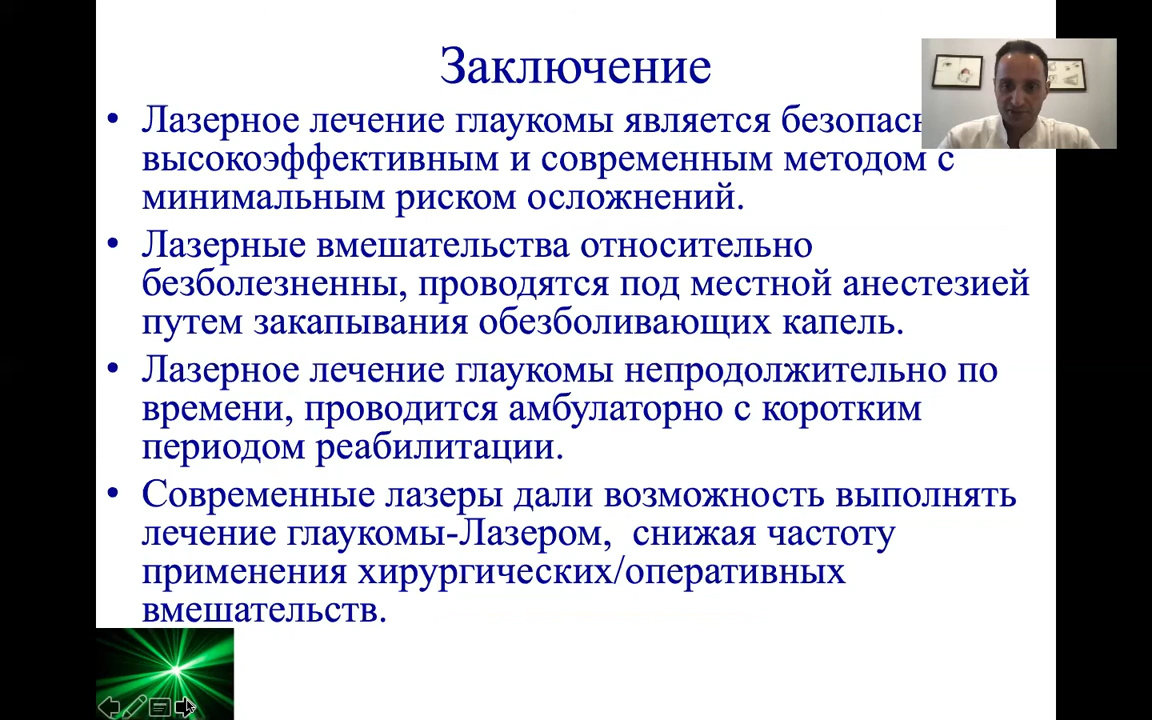 Заключение
• Лазерное лечение глаукомы является
высокоэффективным и современным методом с
минимальным риском осложнений.
• Лазерные вмешательства относительно
безболезненны, проводятся под местной анестезией
путем закапывания обезболивающих капель.
• Лазерное лечение глаукомы непродолжительно по
времени, проводится амбулаторно с коротким
периодом реабилитации.
• Современные лазеры дали возможность выполнять
лечение глаукомы-Лазером, снижая частоту
применения хирургических/оперативных
вмешательств.